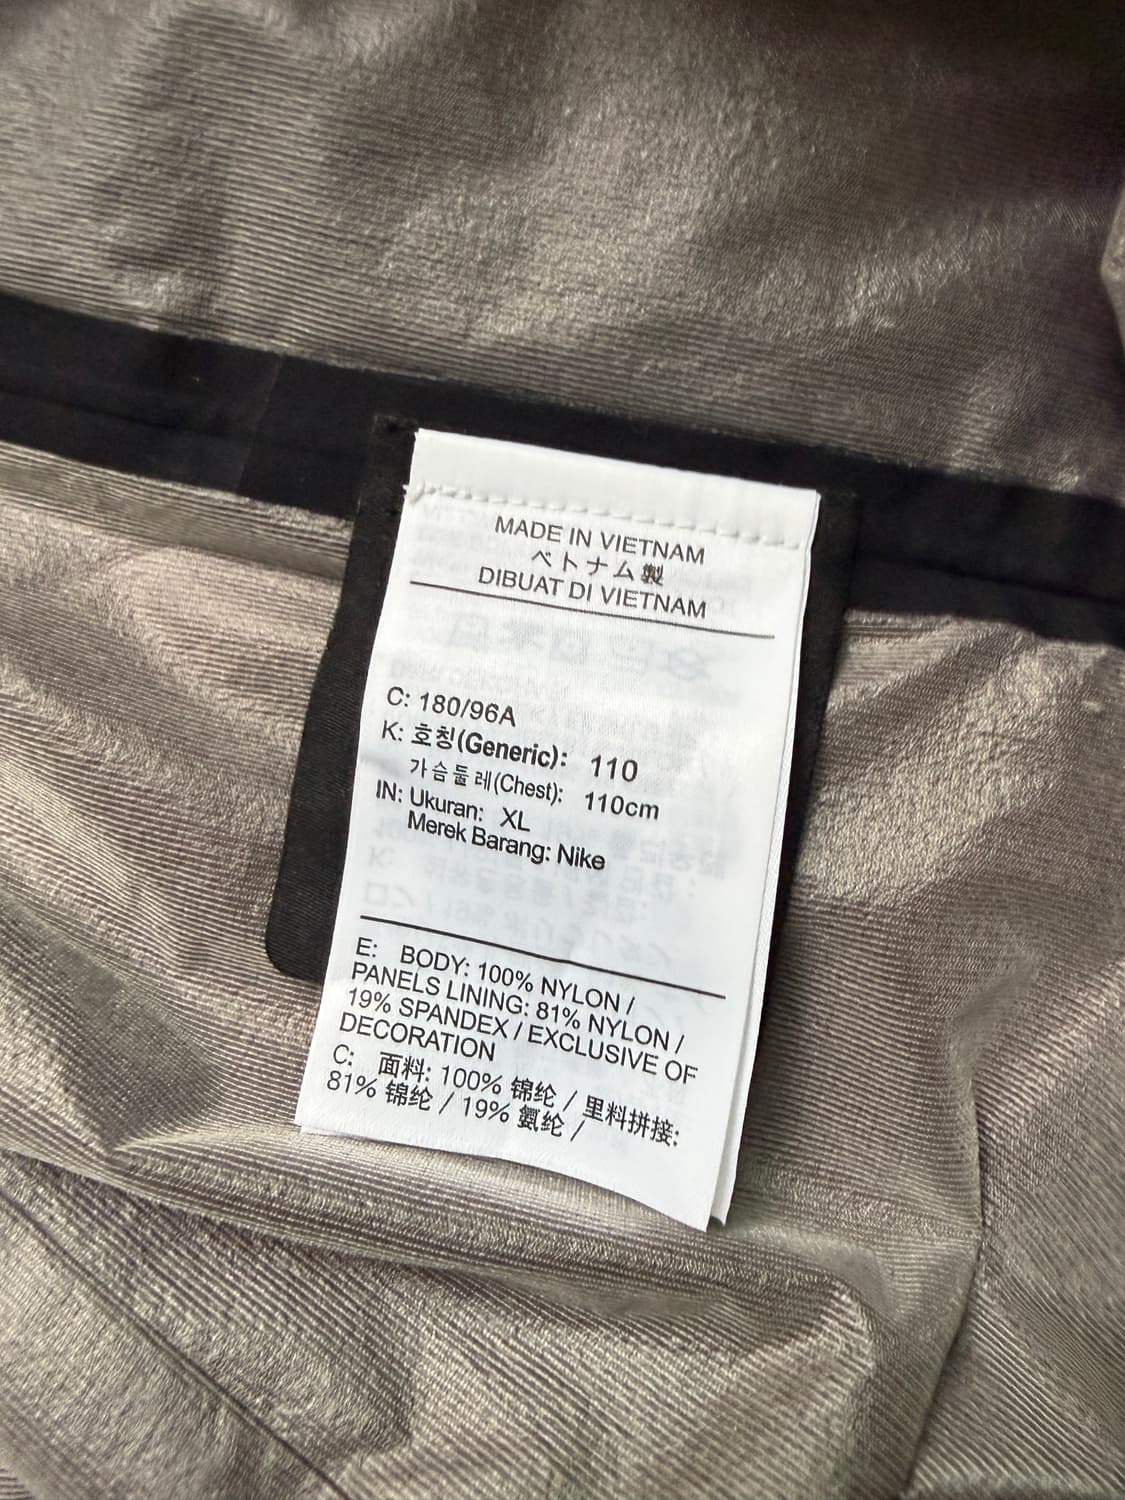 MADE IN VIETNAM
ベトナム製
DIBUAT DI VIETNAM
C: 180/96A
K: 호칭(Generic): 110
가슴둘레(Chest): 110cm
IN: Ukuran: XL
Merek Barang: Nike
E: BODY: 100% NYLON /
PANELS LINING: 81% NYLON /
19% SPANDEX / EXCLUSIVE OF
DECORATION
C: 面料: 100% 锦纶 / 里料拼接:
81% 锦纶 / 19% 氨纶 /